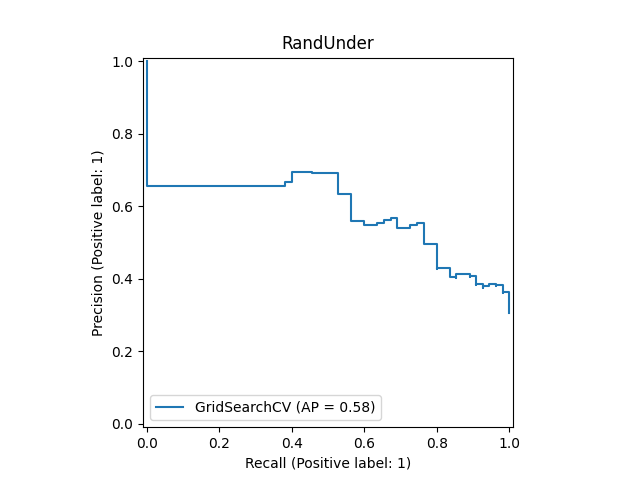 RandUnder
1.0
0.8
0.6
0.4
0.2
0.0
Precision (Positive label: 1)
GridSearchCV (AP = 0.58)
0.0 0.2 0.4 0.6 0.8 1.0
Recall (Positive label: 1)